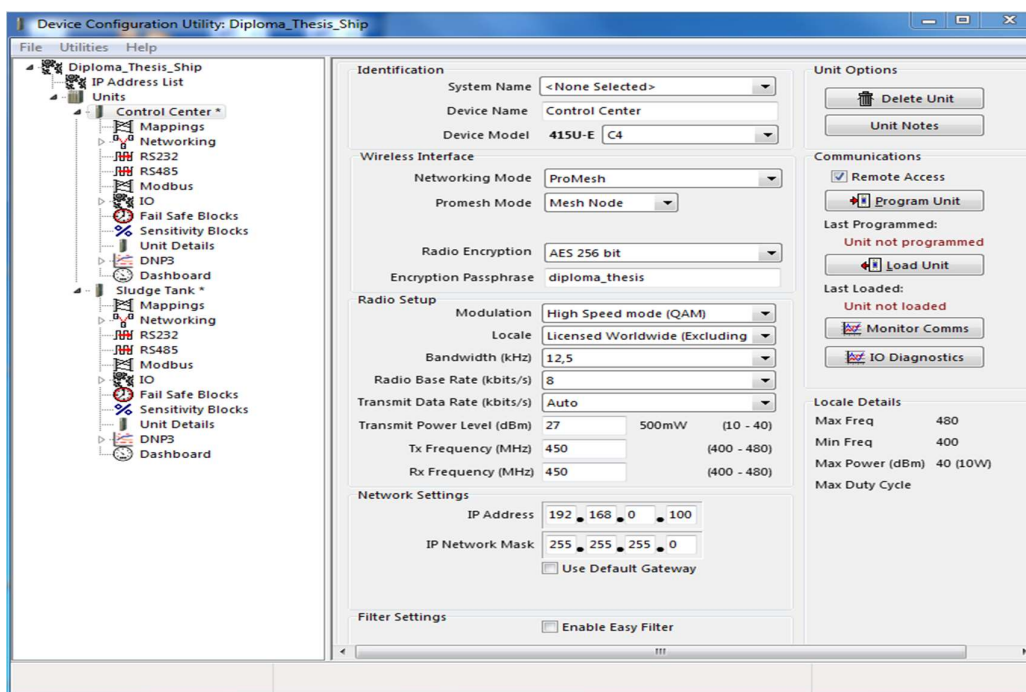 Device Configuration Utility: Diploma_Thesis_Ship
File Utilities Help
Diploma_Thesis_Ship
IP Address List
Units
Control Center *
Mappings
Networking
RS232
RS485
Modbus
IO
Fail Safe Blocks
Sensitivity Blocks
Unit Details
DNP3
Dashboard
Sludge Tank *
Mappings
Networking
RS232
RS485
Modbus
IO
Fail Safe Blocks
Sensitivity Blocks
Unit Details
DNP3
Dashboard
Identification
System Name <None Selected>
Device Name Control Center
Device Model 415U-E C4
Wireless Interface
Networking Mode ProMesh
Promesh Mode Mesh Node
Radio Encryption AES 256 bit
Encryption Passphrase diploma_thesis
Radio Setup
Modulation High Speed mode (QAM)
Locale Licensed Worldwide (Excluding
Bandwidth (kHz) 12,5
Radio Base Rate (kbits/s) 8
Transmit Data Rate (kbits/s) Auto
Transmit Power Level (dBm) 27 500mW (10 - 40)
Tx Frequency (MHz) 450 (400 - 480)
Rx Frequency (MHz) 450 (400 - 480)
Network Settings
IP Address 192 . 168 . 0 . 100
IP Network Mask 255 . 255 . 255 . 0
Use Default Gateway
Filter Settings
Enable Easy Filter
Unit Options
Delete Unit
Unit Notes
Communications
Remote Access
Program Unit
Last Programmed:
Unit not programmed
Load Unit
Last Loaded:
Unit not loaded
Monitor Comms
IO Diagnostics
Locale Details
Max Freq 480
Min Freq 400
Max Power (dBm) 40 (10W)
Max Duty Cycle